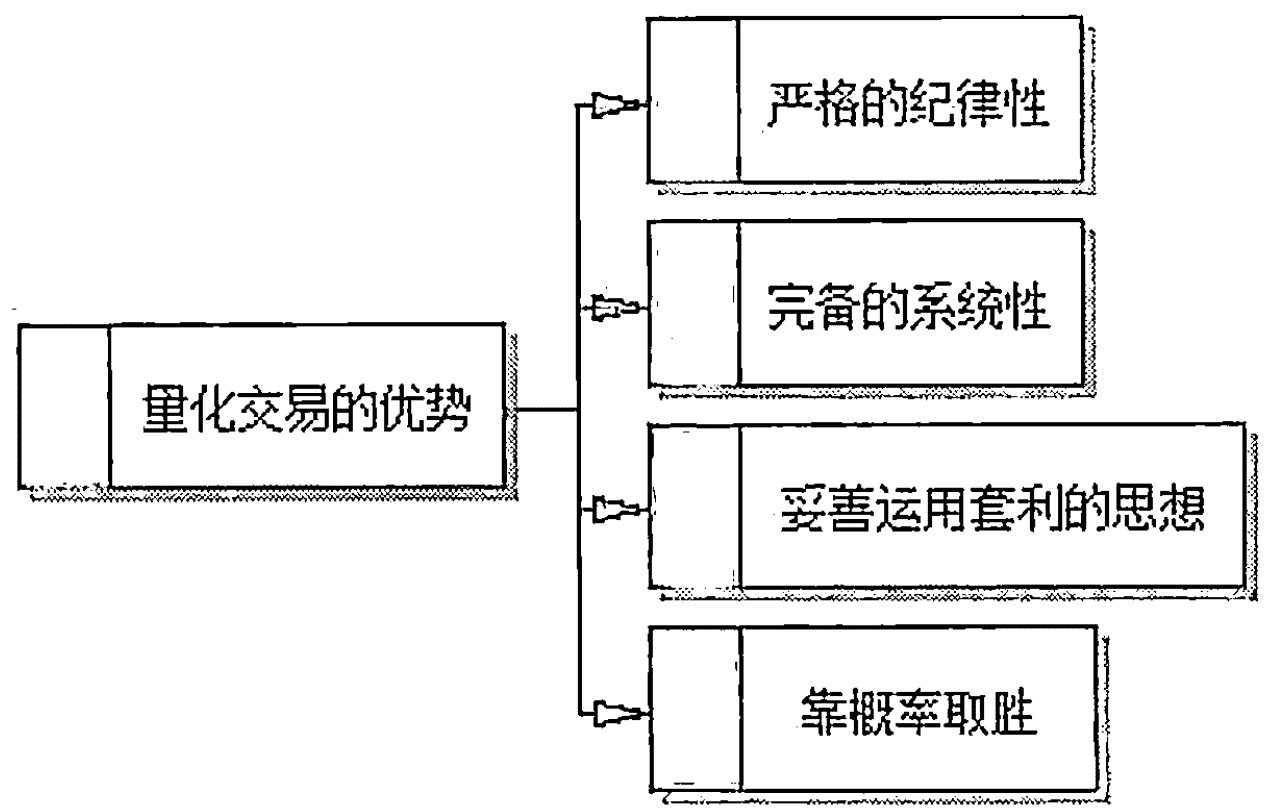 严格的纪律性
完备的系统性
量化交易的优势
妥善运用套利的思想
靠概率取胜